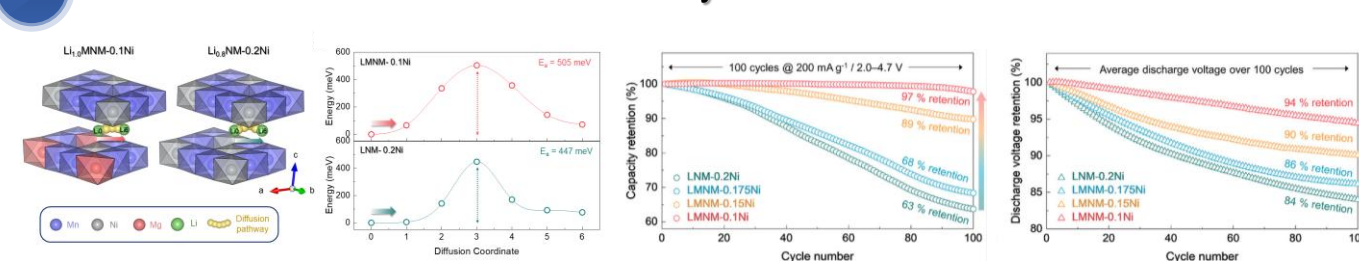 Li1.0MNM-0.1Ni
Li0.8NM-0.2Ni
Li
Li
Li
Li
c
a
b
Mn
Ni
Mg
Li
Diffusion
pathway
Energy (meV)
600
400
200
0
LMNM- 0.1Ni
Ea = 505 meV
Energy (meV)
600
400
200
0
LNM- 0.2Ni
Ea = 447 meV
0 1 2 3 4 5 6
Diffusion Coordinate
Capacity retention (%)
100
90
80
70
60
100 cycles @ 200 mA g-1 / 2.0–4.7 V
97 % retention
89 % retention
68 % retention
63 % retention
LNM-0.2Ni
LMNM-0.175Ni
LMNM-0.15Ni
LMNM-0.1Ni
0 20 40 60 80 100
Cycle number
Discharge voltage retention (%)
100
95
90
85
80
Average discharge voltage over 100 cycles
94 % retention
90 % retention
86 % retention
84 % retention
LNM-0.2Ni
LMNM-0.175Ni
LMNM-0.15Ni
LMNM-0.1Ni
0 20 40 60 80 100
Cycle number